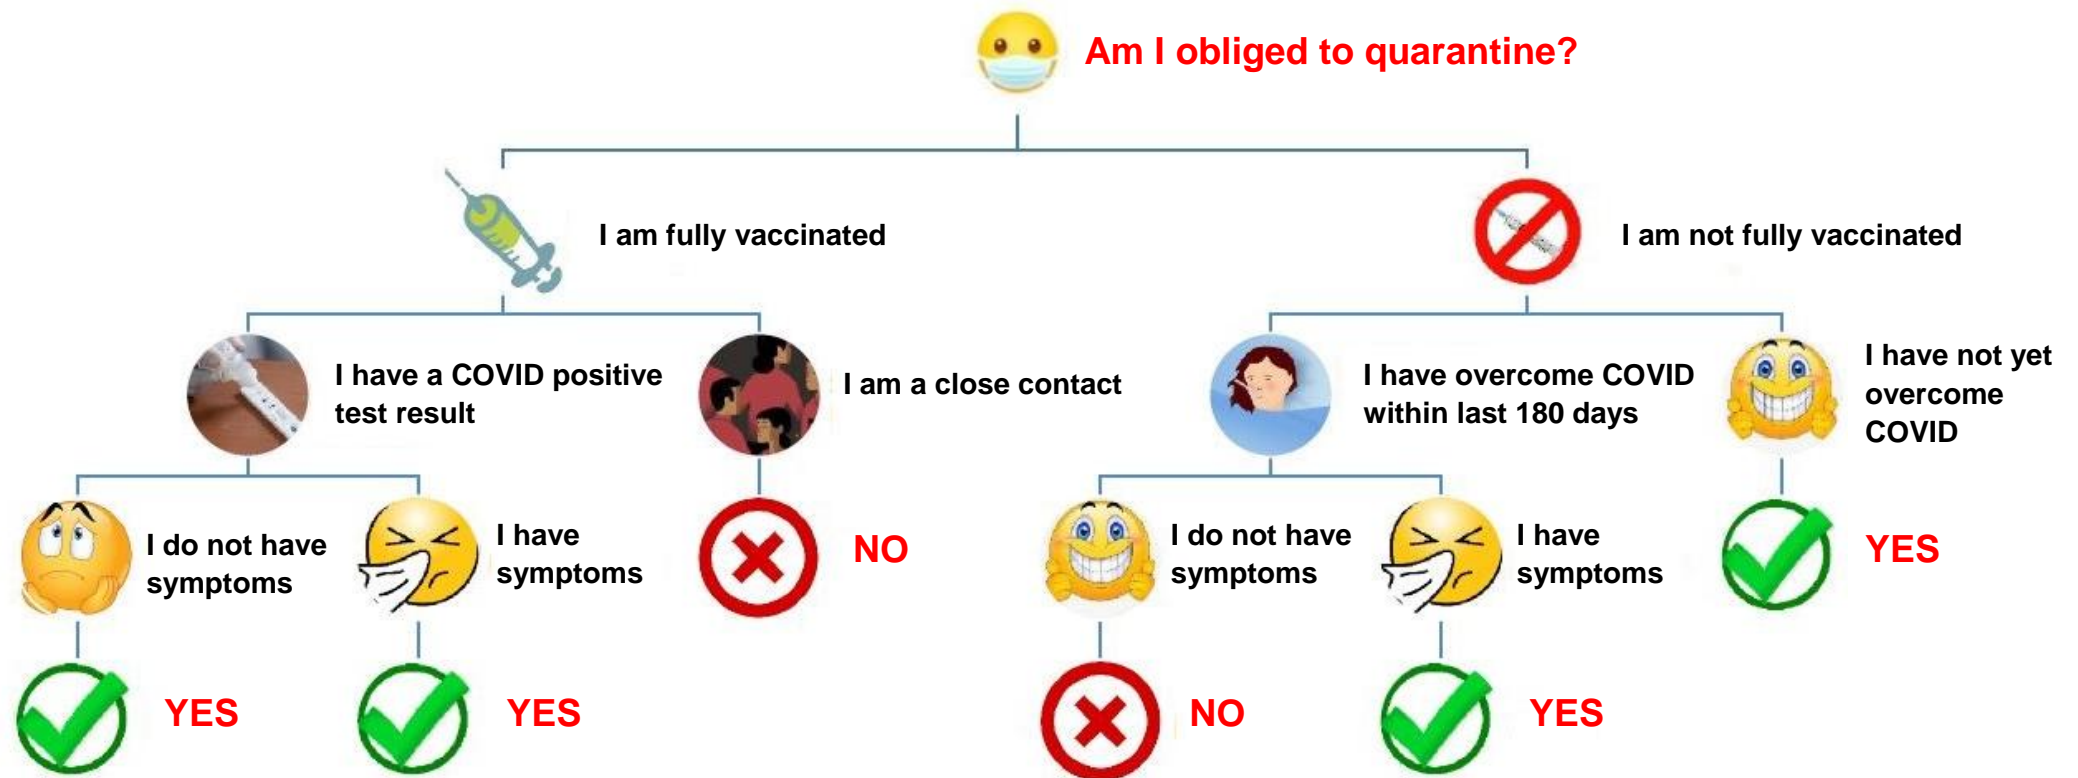 Am I obliged to quarantine?
I am fully vaccinated
I am not fully vaccinated
I have a COVID positive
test result
I am a close contact
I have overcome COVID
within last 180 days
I have not yet
overcome
COVID
I do not have
symptoms
I have
symptoms
NO
I do not have
symptoms
I have
symptoms
YES
YES
YES
NO
YES